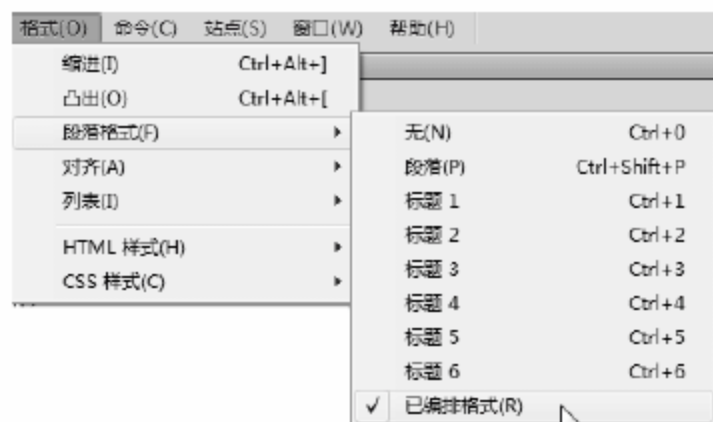 格式(O) 命令(C) 站点(S) 窗口(W) 帮助(H)
缩进(I) Ctrl+Alt+]
凸出(O) Ctrl+Alt+[
段落格式(F)
对齐(A)
列表(I)
HTML 样式(H)
CSS 样式(C)
无(N) Ctrl+0
段落(P) Ctrl+Shift+P
标题 1 Ctrl+1
标题 2 Ctrl+2
标题 3 Ctrl+3
标题 4 Ctrl+4
标题 5 Ctrl+5
标题 6 Ctrl+6
已编排格式(R)